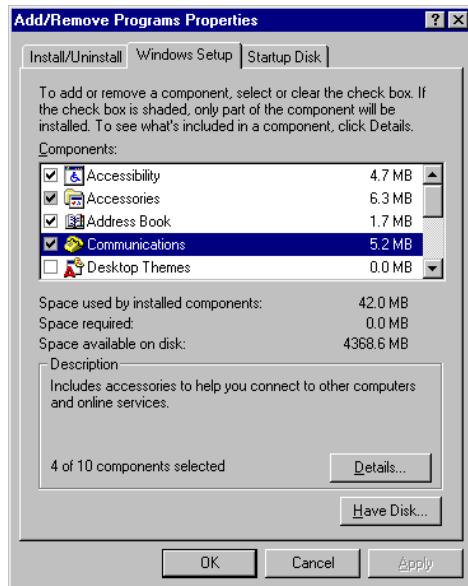 Add/Remove Programs Properties
Install/Uninstall Windows Setup Startup Disk
To add or remove a component, select or clear the check box. If
the check box is shaded, only part of the component will be
installed. To see what's included in a component, click Details.
Components:
Accessibility 4.7 MB
Accessories 6.3 MB
Address Book 1.7 MB
Communications 5.2 MB
Desktop Themes 0.0 MB
Space used by installed components: 42.0 MB
Space required: 0.0 MB
Space available on disk: 4368.6 MB
Description
Includes accessories to help you connect to other computers
and online services.
4 of 10 components selected
Details...
Have Disk...
OK Cancel Apply